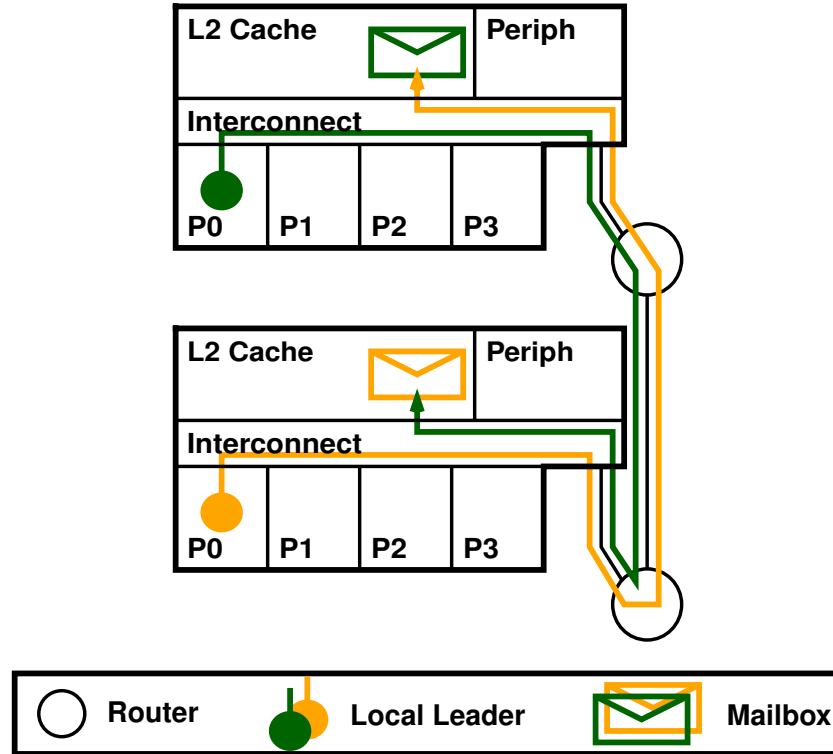 L2 Cache Periph
Interconnect
P0 P1 P2 P3
L2 Cache Periph
Interconnect
P0 P1 P2 P3
Router Local Leader Mailbox